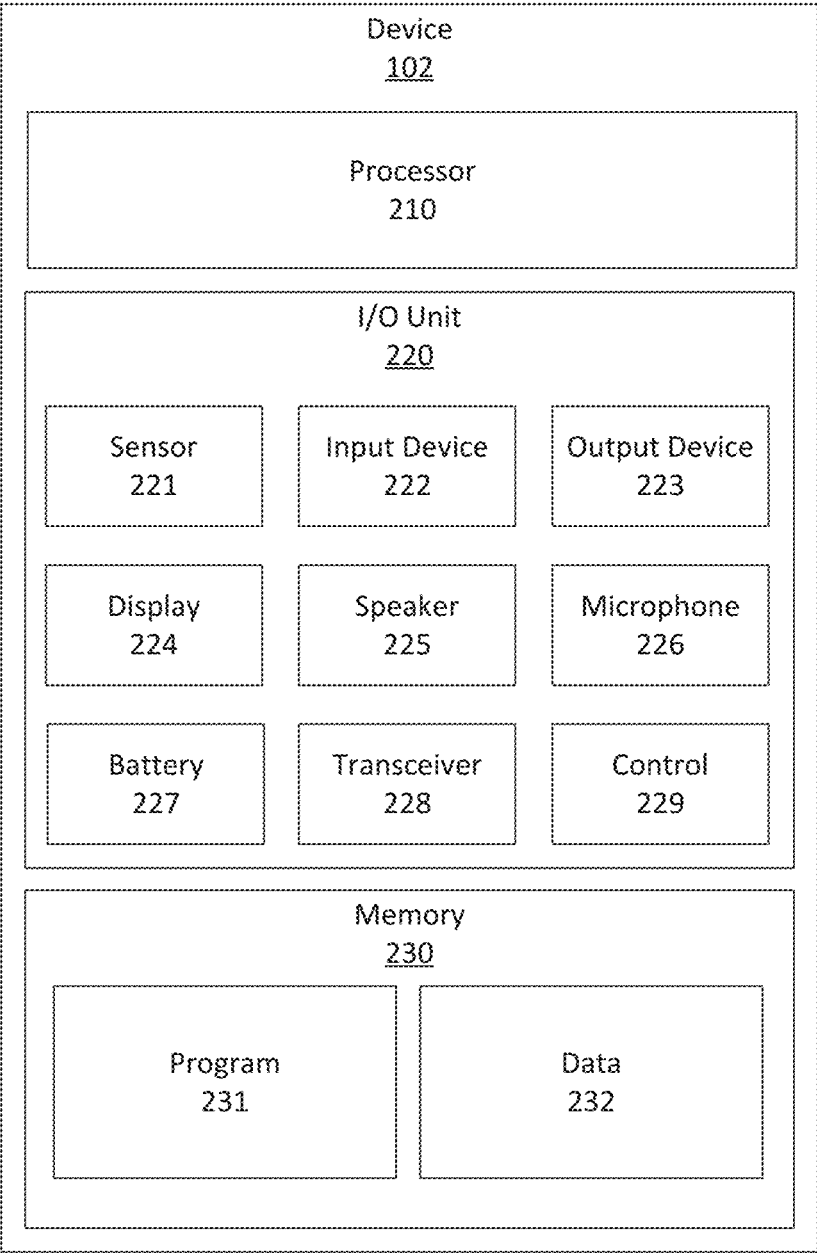 Device
102
Processor
210
I/O Unit
220
Sensor
221
Input Device
222
Output Device
223
Display
224
Speaker
225
Microphone
226
Battery
227
Transceiver
228
Control
229
Memory
230
Program
231
Data
232